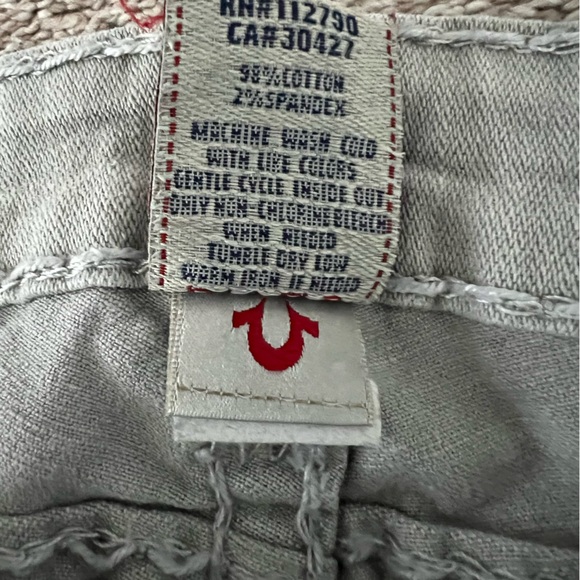 RN#112790
CA#30427
98%COTTON
2%SPANDEX
MACHINE WASH COLD
WITH LIKE COLORS
GENTLE CYCLE INSIDE OUT
ONLY NON-CHLORINE BLEACH
WHEN NEEDED
TUMBLE DRY LOW
WARM IRON IF NEEDED